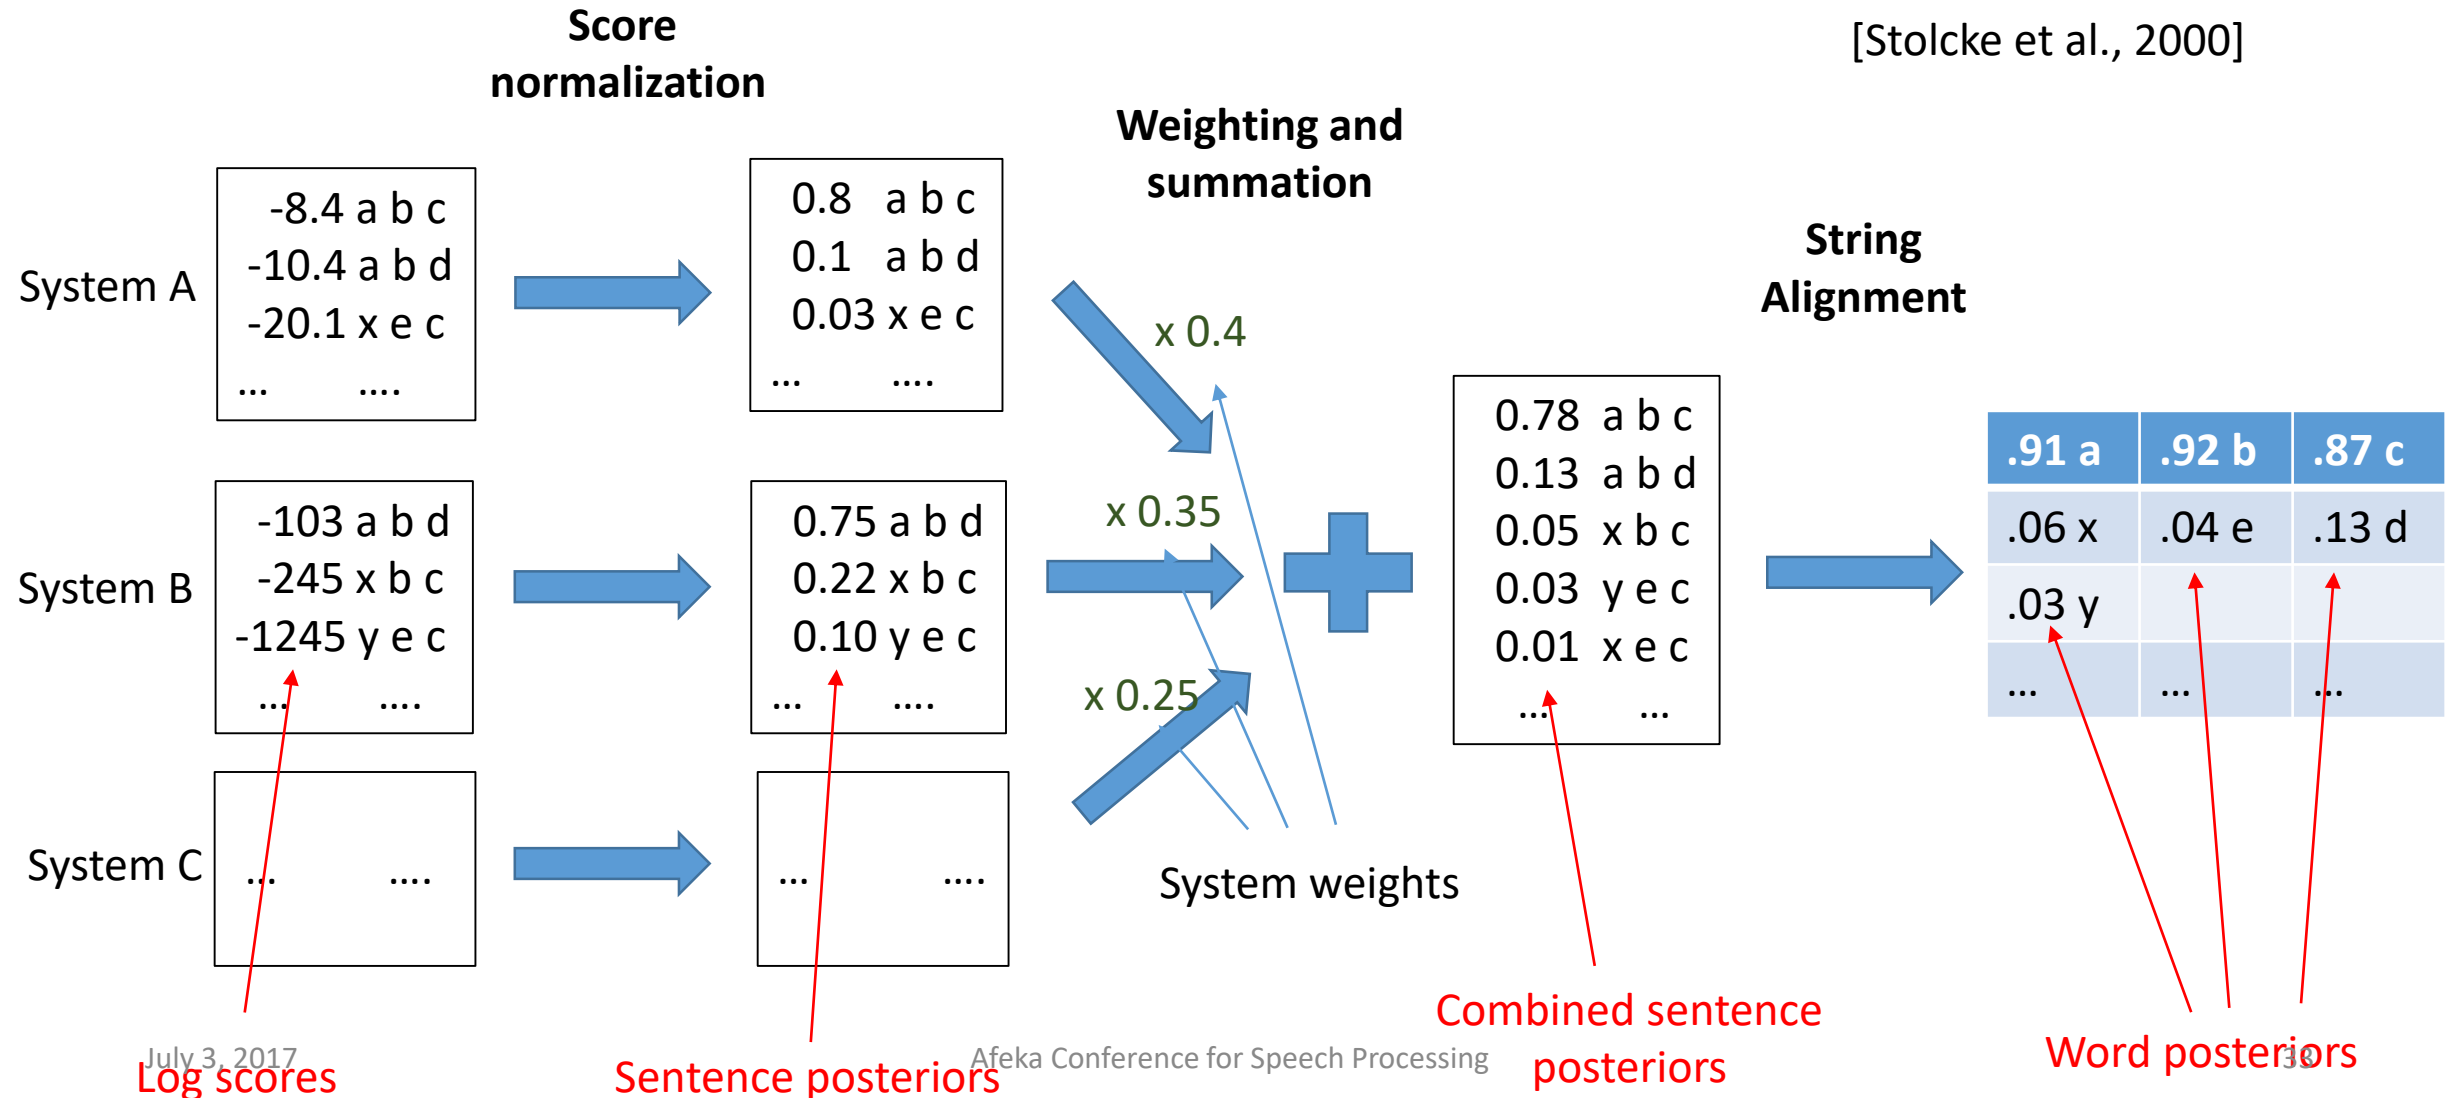 Score
normalization
[Stolcke et al., 2000]
Weighting and
summation
String
Alignment
System A
-8.4 a b c
-10.4 a b d
-20.1 x e c
... ....
0.8 a b c
0.1 a b d
0.03 x e c
... ....
x 0.4
System B
-103 a b d
-245 x b c
-1245 y e c
... ....
0.75 a b d
0.22 x b c
0.10 y e c
... ....
x 0.35
x 0.25
0.78 a b c
0.13 a b d
0.05 x b c
0.03 y e c
0.01 x e c
... ...
.91 a .92 b .87 c
.06 x .04 e .13 d
.03 y
... ... ...
System C
... ....
... ....
System weights
Log scores
Sentence posteriors
Combined sentence
posteriors
Word posteriors
July 3, 2017
Afeka Conference for Speech Processing
33